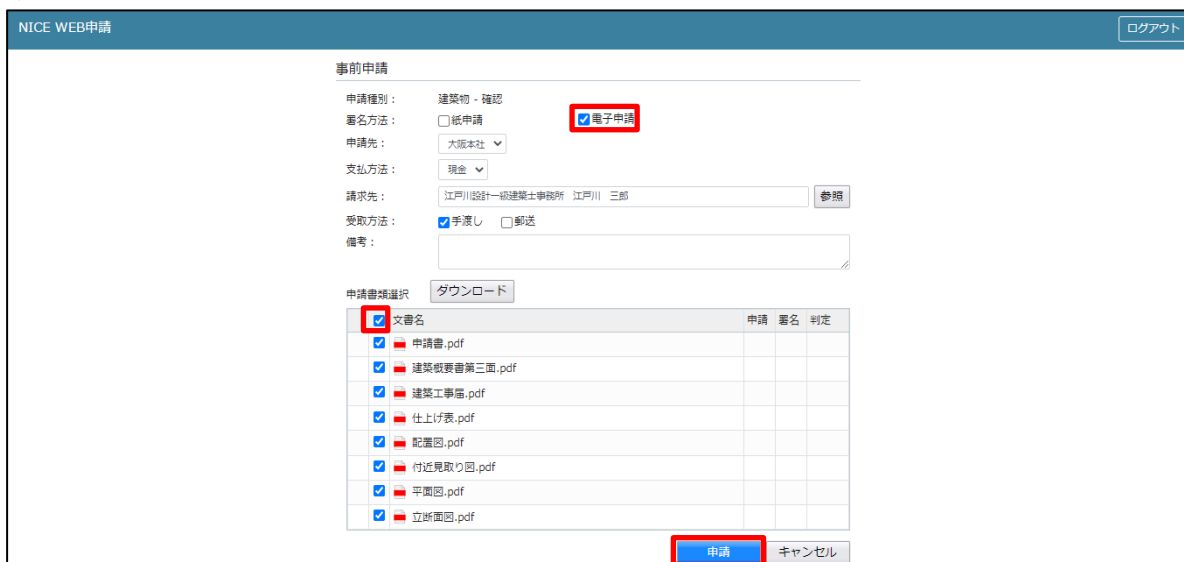 NICE WEB申請 ログアウト
事前申請
申請種別： 建築物 - 確認
署名方法： 紙申請 電子申請
申請先： 大阪本社
支払方法： 現金
請求先： 江戸川設計一級建築士事務所 江戸川 三郎 参照
受取方法： 手渡し 郵送
備考：
申請書類選択 ダウンロード
文書名 申請 署名 判定
申請書.pdf
建築概要書第三面.pdf
建築工事届.pdf
仕上げ表.pdf
配置図.pdf
付近見取り図.pdf
平面図.pdf
立断面図.pdf
申請 キャンセル